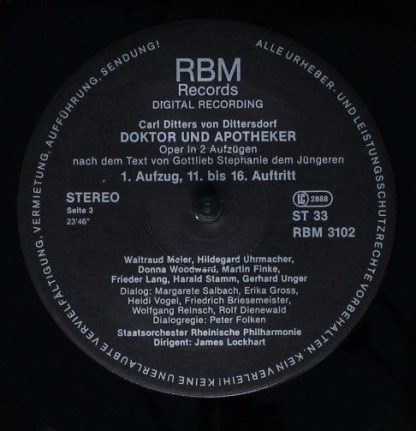 RBM
Records
DIGITAL RECORDING
Carl Ditters von Dittersdorf
DOKTOR UND APOTHEKER
Oper in 2 Aufzügen
nach dem Text von Gottlieb Stephanie dem Jüngeren
1. Aufzug, 11. bis 16. Auftritt
STEREO
Seite 3
23'46"
LC 2888
ST 33
RBM 3102
Waltraud Meier, Hildegard Uhrmacher,
Donna Woodward, Martin Finke,
Frieder Lang, Harald Stamm, Gerhard Unger
Dialog: Margarete Salbach, Erika Gross,
Heidi Vogel, Friedrich Briesemeister,
Wolfgang Reinsch, Rolf Dienewald
Dialogregie: Peter Folken
Staatsorchester Rheinische Philharmonie
Dirigent: James Lockhart
ALLE URHEBER- UND LEISTUNGSSCHUTZRECHTE VORBEHALTEN. KEIN VERLEIH! KEINE UNERLAUBTE VERVIELFÄLTIGUNG, VERMIETUNG, AUFFÜHRUNG, SENDUNG!